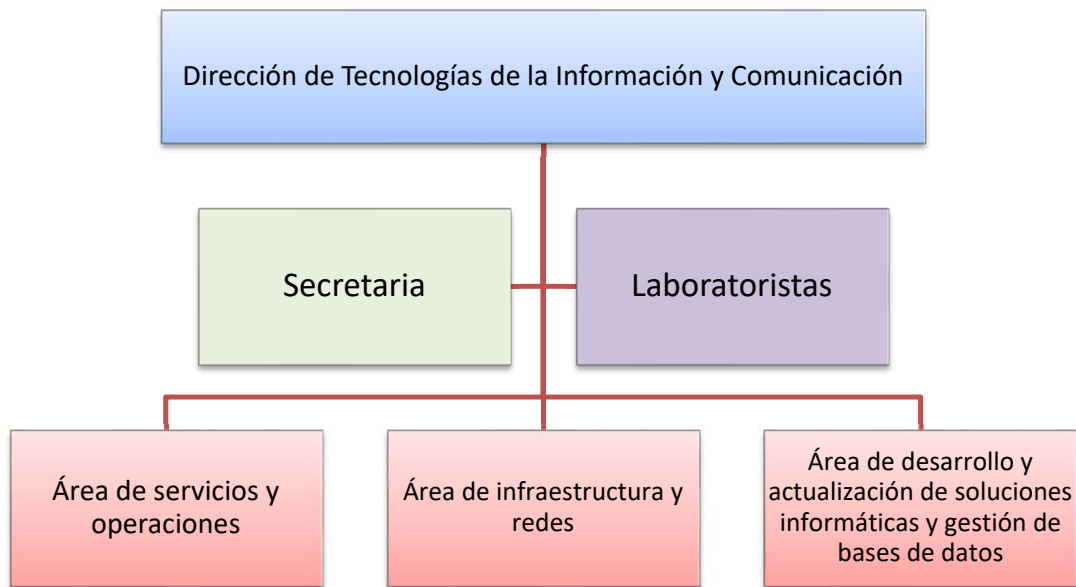 Dirección de Tecnologías de la Información y Comunicación
Secretaria
Laboratoristas
Área de servicios y
operaciones
Área de infraestructura y
redes
Área de desarrollo y
actualización de soluciones
informáticas y gestión de
bases de datos